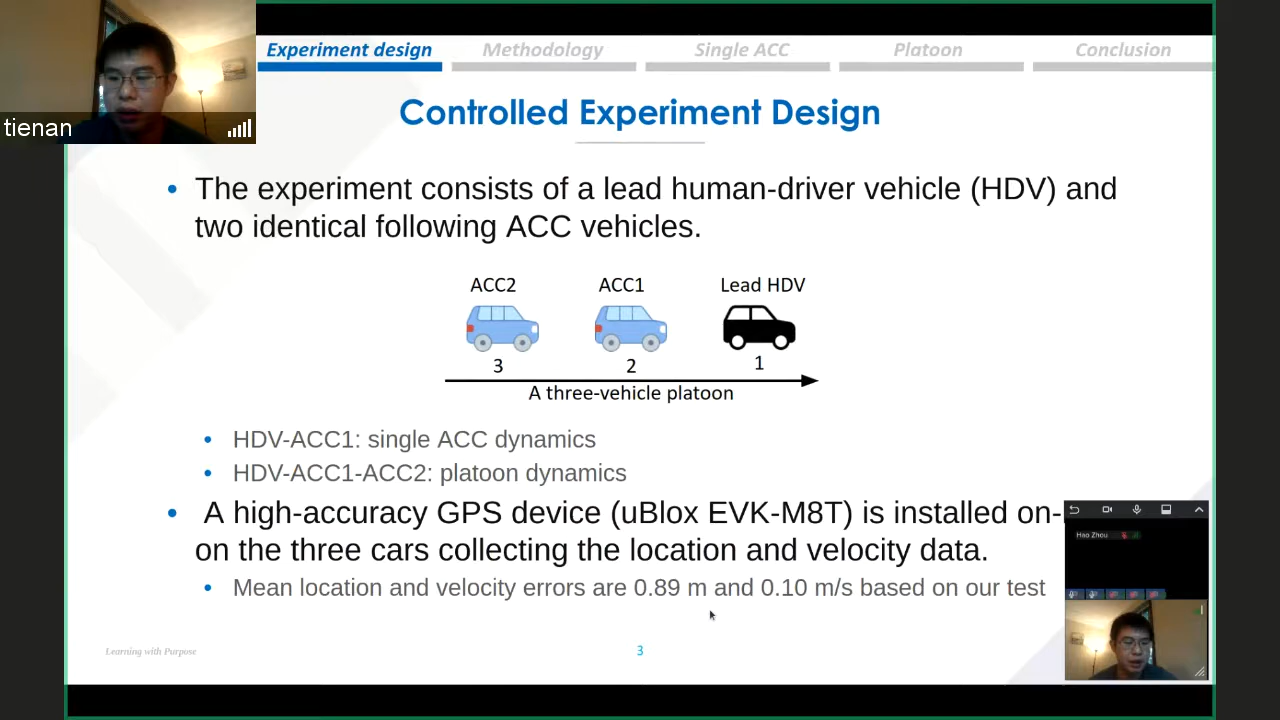 tienan
Experiment design
Methodology
Single ACC
Platoon
Conclusion
Controlled Experiment Design
• The experiment consists of a lead human-driver vehicle (HDV) and
two identical following ACC vehicles.
ACC2
ACC1
Lead HDV
3
2
1
A three-vehicle platoon
• HDV-ACC1: single ACC dynamics
• HDV-ACC1-ACC2: platoon dynamics
• A high-accuracy GPS device (uBlox EVK-M8T) is installed on-
on the three cars collecting the location and velocity data.
• Mean location and velocity errors are 0.89 m and 0.10 m/s based on our test
Hao Zhou
Learning with Purpose
3